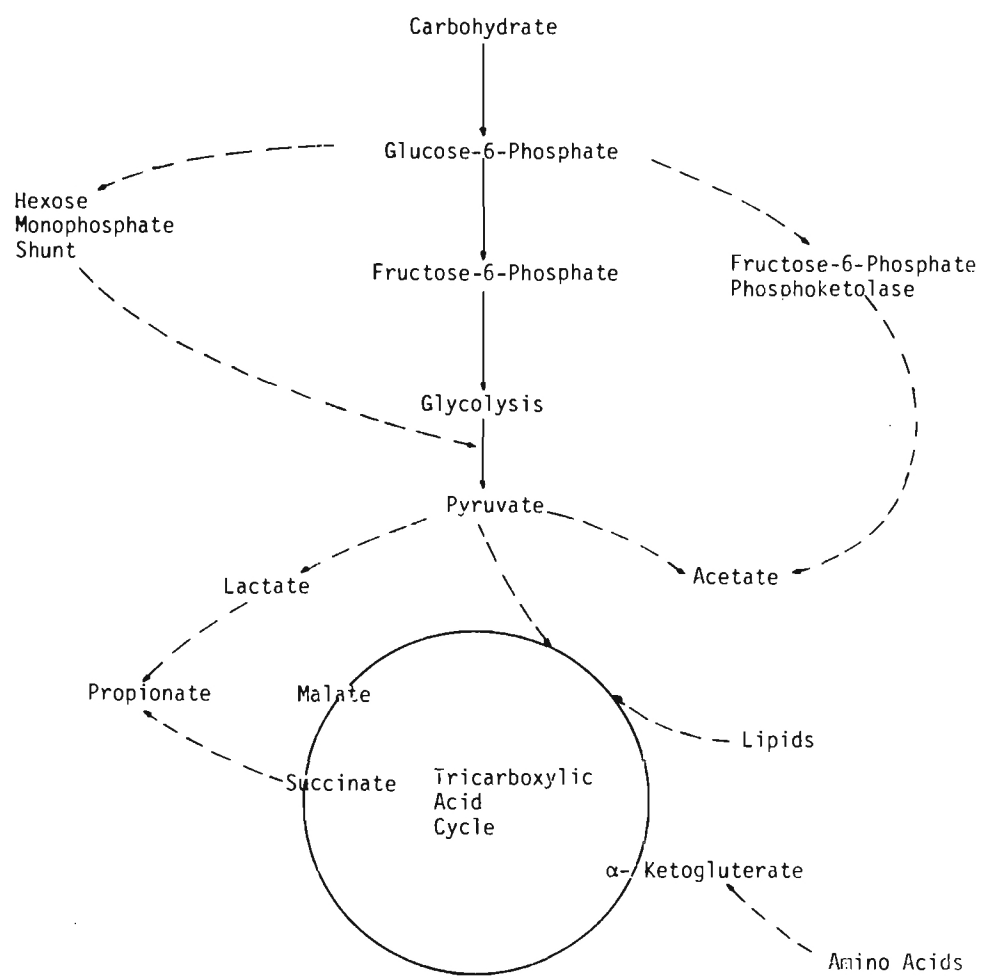 Carbohydrate
Glucose-6-Phosphate
Hexose
Monophosphate
Shunt
Fructose-6-Phosphate
Fructose-6-Phosphate
Phosphoketolase
Glycolysis
Pyruvate
Lactate
Acetate
Propionate
Malate
Lipids
Succinate
Tricarboxylic
Acid
Cycle
α-Ketogluterate
Amino Acids